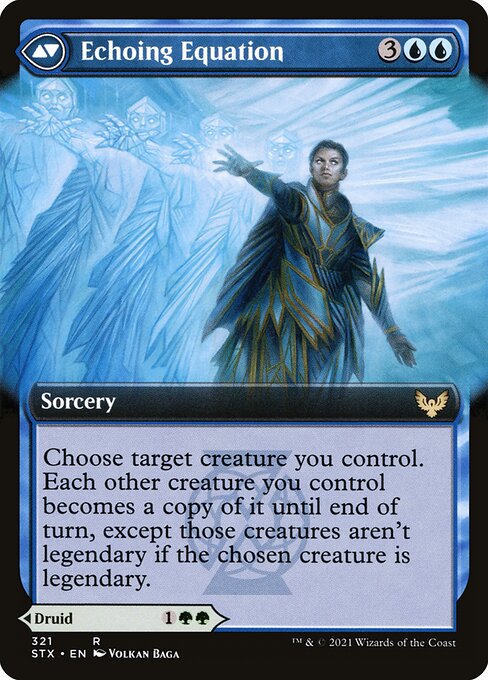 Echoing Equation 3
Sorcery
Choose target creature you control.
Each other creature you control
becomes a copy of it until end of
turn, except those creatures aren't
legendary if the chosen creature is
legendary.
Druid 1
321 R
STX • EN VOLKAN BAGA
™ & © 2021 Wizards of the Coast